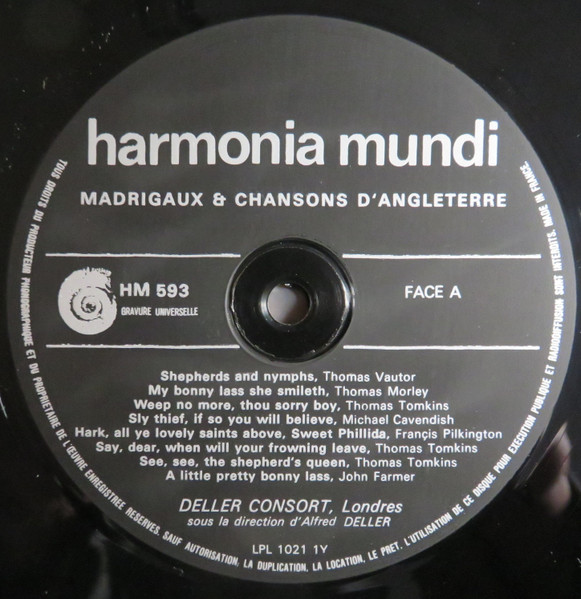 harmonia mundi
MADRIGAUX & CHANSONS D'ANGLETERRE
HM 593
GRAVURE UNIVERSELLE
FACE A
Shepherds and nymphs, Thomas Vautor
My bonny lass she smileth, Thomas Morley
Weep no more, thou sorry boy, Thomas Tomkins
Sly thief, if so you will believe, Michael Cavendish
Hark, all ye lovely saints above, Sweet Phillida, Françis Pilkington
Say, dear, when will your frowning leave, Thomas Tomkins
See, see, the shepherd's queen, Thomas Tomkins
A little pretty bonny lass, John Farmer
DELLER CONSORT, Londres
sous la direction d'Alfred DELLER
LPL 1021 1Y
TOUS DROITS DU PRODUCTEUR PHONOGRAPHIQUE ET DU PROPRIETAIRE DE L'ŒUVRE ENREGISTREE RESERVES. SAUF AUTORISATION, LA DUPLICATION, LA LOCATION, LE PRET, L'UTILISATION DE CE DISQUE POUR EXECUTION PUBLIQUE ET RADIODIFFUSION SONT INTERDITS. MADE IN FRANCE.